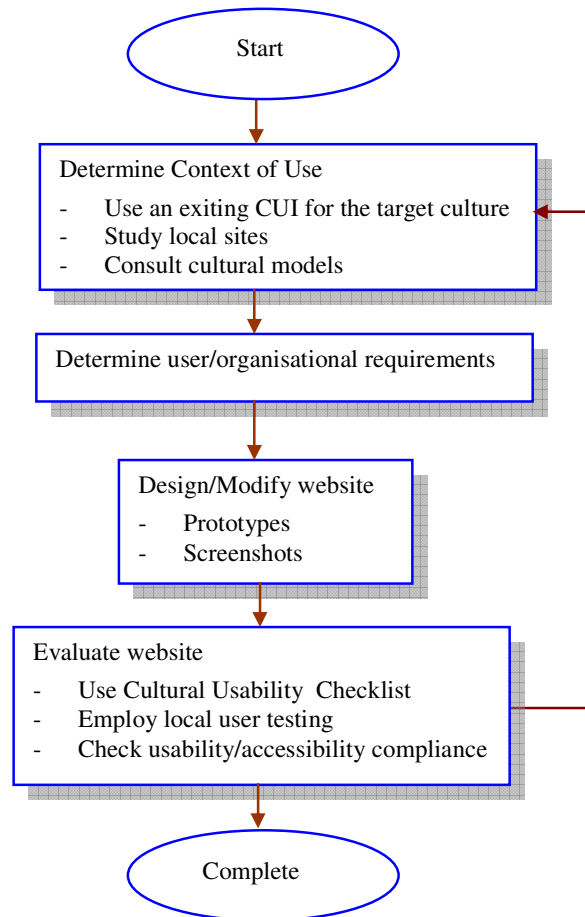 Start
Determine Context of Use
- Use an exiting CUI for the target culture
- Study local sites
- Consult cultural models
Determine user/organisational requirements
Design/Modify website
- Prototypes
- Screenshots
Evaluate website
- Use Cultural Usability Checklist
- Employ local user testing
- Check usability/accessibility compliance
Complete